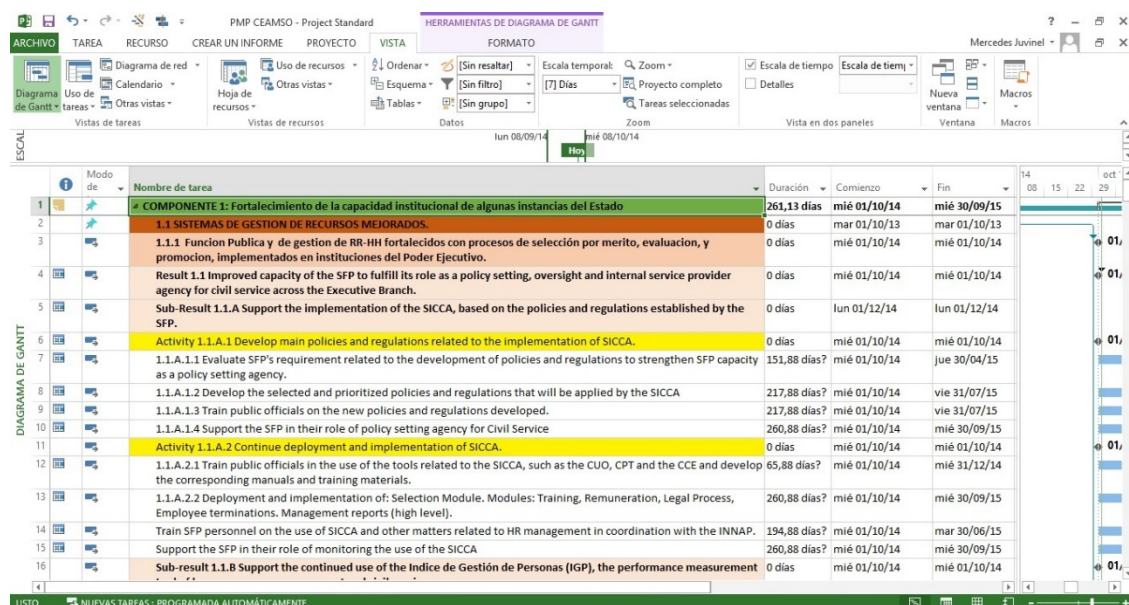 PMP CEAMSO - Project Standard
HERRAMIENTAS DE DIAGRAMA DE GANTT
ARCHIVO TAREA RECURSO CREAR UN INFORME PROYECTO VISTA FORMATO Mercedes Juvinel
Diagrama de Gantt
Uso de tareas
Diagrama de red
Calendario
Otras vistas
Vistas de tareas
Hoja de recursos
Uso de recursos
Otras vistas
Vistas de recursos
Ordenar
Esquema
Tablas
[Sin resaltar]
[Sin filtro]
[Sin grupo]
Datos
Escala temporal:
[7] Días
Zoom
Proyecto completo
Tareas seleccionadas
Zoom
Escala de tiempo Escala de tiem
Detalles
Vista en dos paneles
Nueva ventana
Ventana
Macros
Macros
ESCAL
lun 08/09/14 mié 08/10/14
Hoy
DIAGRAMA DE GANTT
Modo de Nombre de tarea Duración Comienzo Fin
14 oct
08 15 22 29
1 COMPONENTE 1: Fortalecimiento de la capacidad institucional de algunas instancias del Estado 261,13 días mié 01/10/14 mié 30/09/15
2 1.1 SISTEMAS DE GESTION DE RECURSOS MEJORADOS. 0 días mar 01/10/13 mar 01/10/13
3 1.1.1 Funcion Publica y de gestion de RR-HH fortalecidos con procesos de selección por merito, evaluacion, y 0 días mié 01/10/14 mié 01/10/14 01/
promocion, implementados en instituciones del Poder Ejecutivo.
4 Result 1.1 Improved capacity of the SFP to fulfill its role as a policy setting, oversight and internal service provider 0 días mié 01/10/14 mié 01/10/14 01/
agency for civil service across the Executive Branch.
5 Sub-Result 1.1.A Support the implementation of the SICCA, based on the policies and regulations established by the 0 días lun 01/12/14 lun 01/12/14
SFP.
6 Activity 1.1.A.1 Develop main policies and regulations related to the implementation of SICCA. 0 días mié 01/10/14 mié 01/10/14 01/
7 1.1.A.1.1 Evaluate SFP's requirement related to the development of policies and regulations to strengthen SFP capacity 151,88 días? mié 01/10/14 jue 30/04/15
as a policy setting agency.
8 1.1.A.1.2 Develop the selected and prioritized policies and regulations that will be applied by the SICCA 217,88 días? mié 01/10/14 vie 31/07/15
9 1.1.A.1.3 Train public officials on the new policies and regulations developed. 217,88 días? mié 01/10/14 vie 31/07/15
10 1.1.A.1.4 Support the SFP in their role of policy setting agency for Civil Service 260,88 días? mié 01/10/14 mié 30/09/15
11 Activity 1.1.A.2 Continue deployment and implementation of SICCA. 0 días mié 01/10/14 mié 01/10/14 01/
12 1.1.A.2.1 Train public officials in the use of the tools related to the SICCA, such as the CUO, CPT and the CCE and develop 65,88 días? mié 01/10/14 mié 31/12/14
the corresponding manuals and training materials.
13 1.1.A.2.2 Deployment and implementation of: Selection Module. Modules: Training, Remuneration, Legal Process, 260,88 días? mié 01/10/14 mié 30/09/15
Employee terminations. Management reports (high level).
14 Train SFP personnel on the use of SICCA and other matters related to HR management in coordination with the INNAP. 194,88 días? mié 01/10/14 mar 30/06/15
15 Support the SFP in their role of monitoring the use of the SICCA 260,88 días? mié 01/10/14 mié 30/09/15
16 Sub-result 1.1.B Support the continued use of the Indice de Gestión de Personas (IGP), the performance measurement 0 días mié 01/10/14 mié 01/10/14 01/
LISTO NUEVAS TAREAS : PROGRAMADA AUTOMÁTICAMENTE